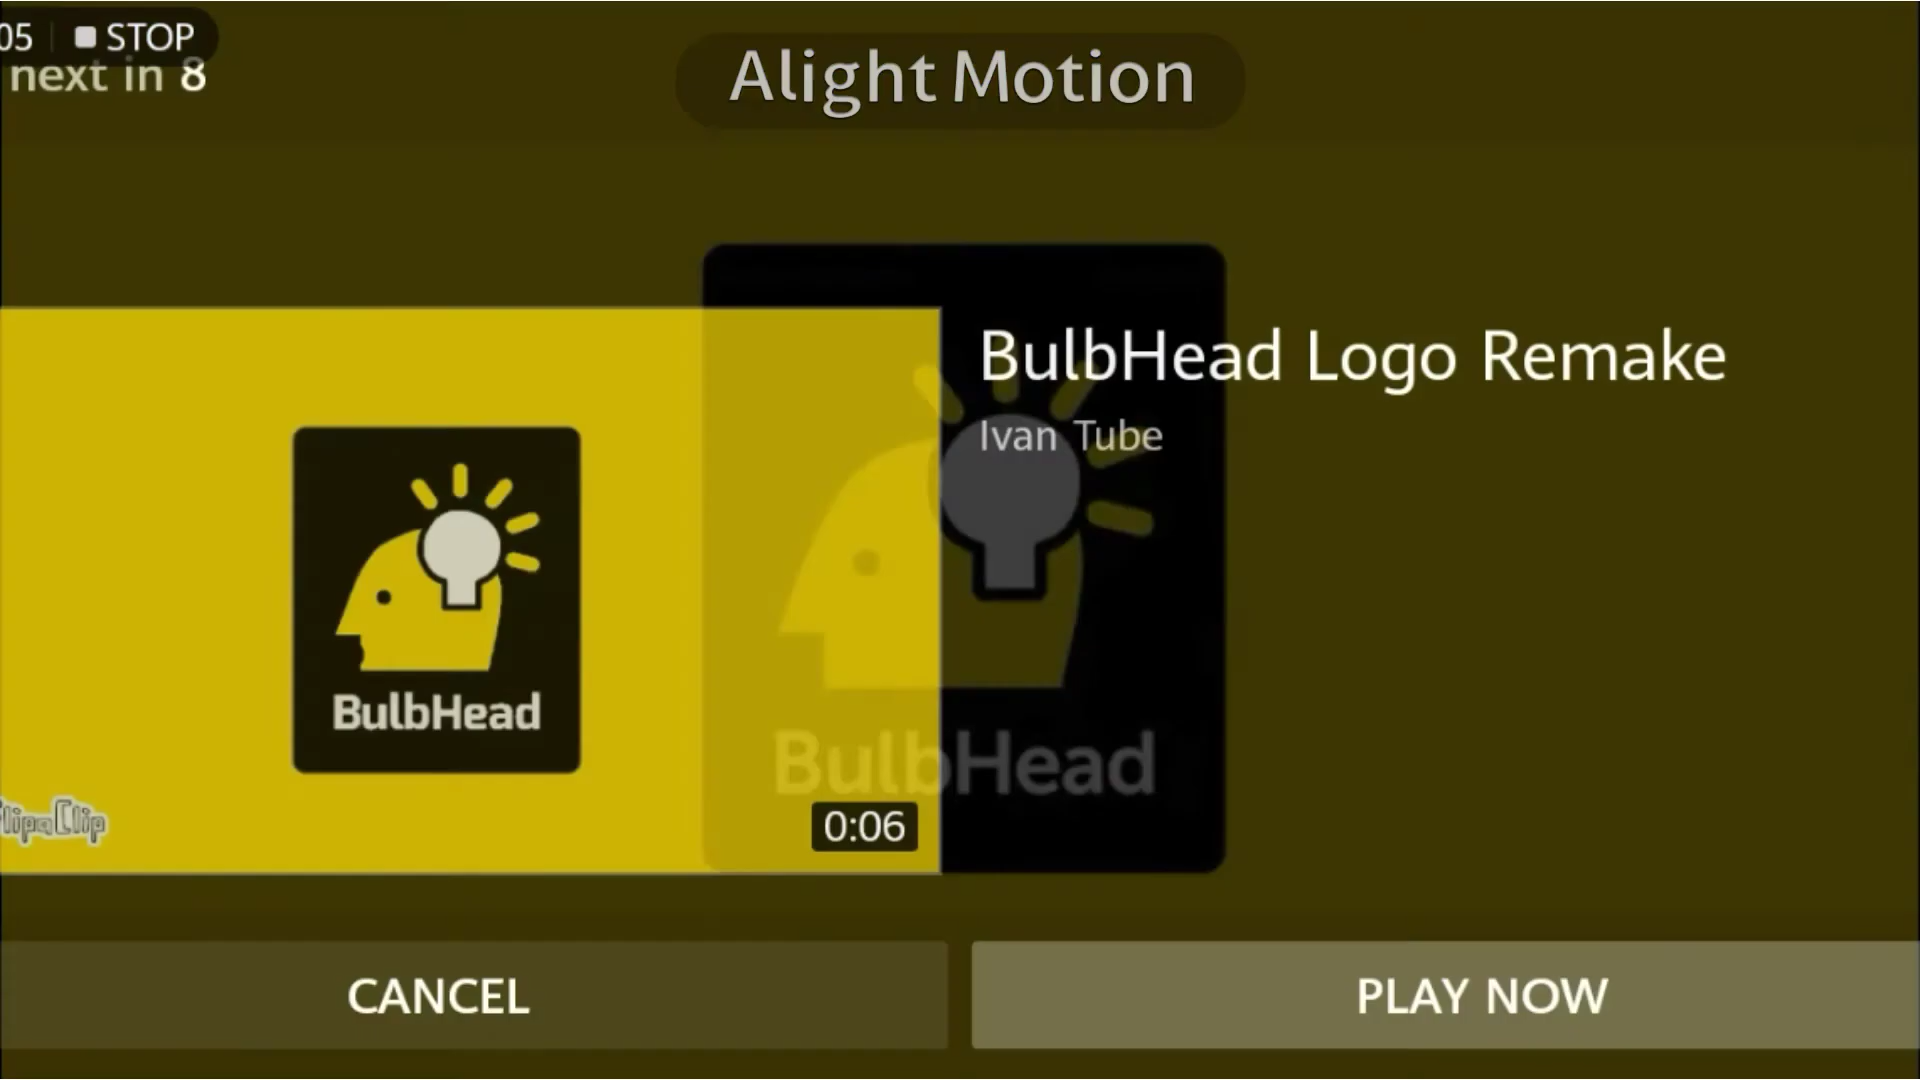 05 STOP
next in 8
Alight Motion
BulbHead Logo Remake
Ivan Tube
BulbHead
BulbHead
0:06
CANCEL
PLAY NOW